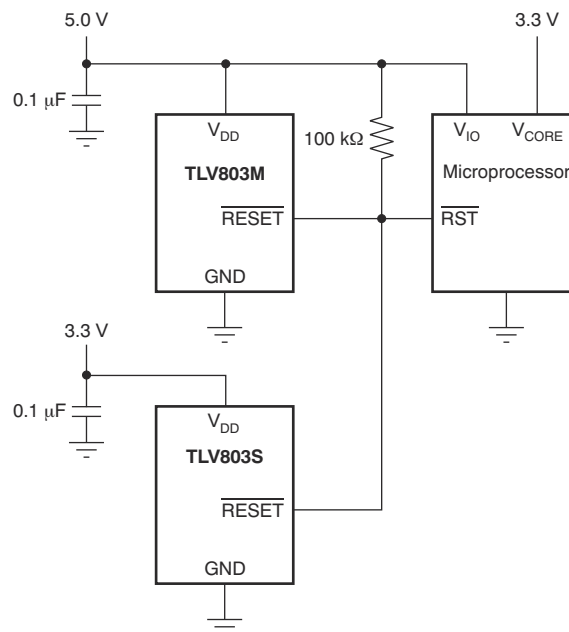 5.0 V
3.3 V
0.1 μF
V_DD
100 kΩ
V_IO
V_CORE
TLV803M
Microprocessor
RESET
RST
GND
3.3 V
0.1 μF
V_DD
TLV803S
RESET
GND